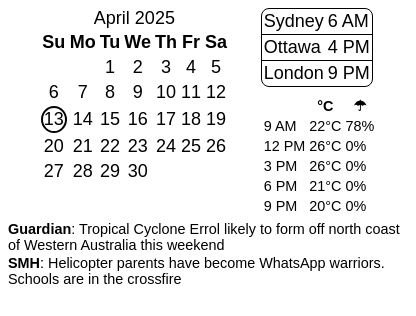 April 2025
Su Mo Tu We Th Fr Sa
1 2 3 4 5
6 7 8 9 10 11 12
13 14 15 16 17 18 19
20 21 22 23 24 25 26
27 28 29 30
Sydney 6 AM
Ottawa 4 PM
London 9 PM
°C ☂
9 AM 22°C 78%
12 PM 26°C 0%
3 PM 26°C 0%
6 PM 21°C 0%
9 PM 20°C 0%
Guardian: Tropical Cyclone Errol likely to form off north coast
of Western Australia this weekend
SMH: Helicopter parents have become WhatsApp warriors.
Schools are in the crossfire